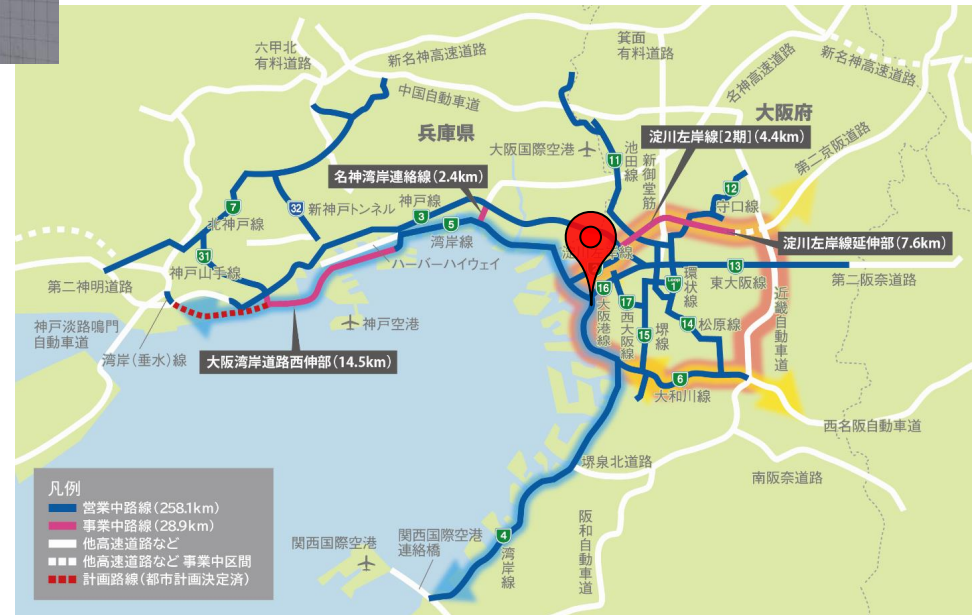 六甲北
有料道路
新名神高速道路
箕面
有料道路
名神高速道路
新名神高速道路
中国自動車道
兵庫県
大阪府
大阪国際空港
11
池田線
新御堂筋
淀川左岸線[2期](4.4km)
第二京阪道路
名神湾岸連絡線(2.4km)
12
守口線
7
北神戸線
32
新神戸トンネル
神戸線
3
5
湾岸線
淀川左岸線延伸部(7.6km)
31
神戸山手線
ハーバーハイウェイ
第二神明道路
16
大阪港線
17
西大阪線
1
環状線
13
東大阪線
第二阪奈道路
神戸淡路鳴門
自動車道
神戸空港
15
堺線
14
松原線
近畿自動車道
湾岸(垂水)線
大阪湾岸道路西伸部(14.5km)
6
大和川線
西名阪自動車道
堺泉北道路
南阪奈道路
阪和自動車道
関西国際空港
関西国際空港
連絡橋
4
湾岸線
凡例
営業中路線(258.1km)
事業中路線(28.9km)
他高速道路など
他高速道路など 事業中区間
計画路線(都市計画決定済)